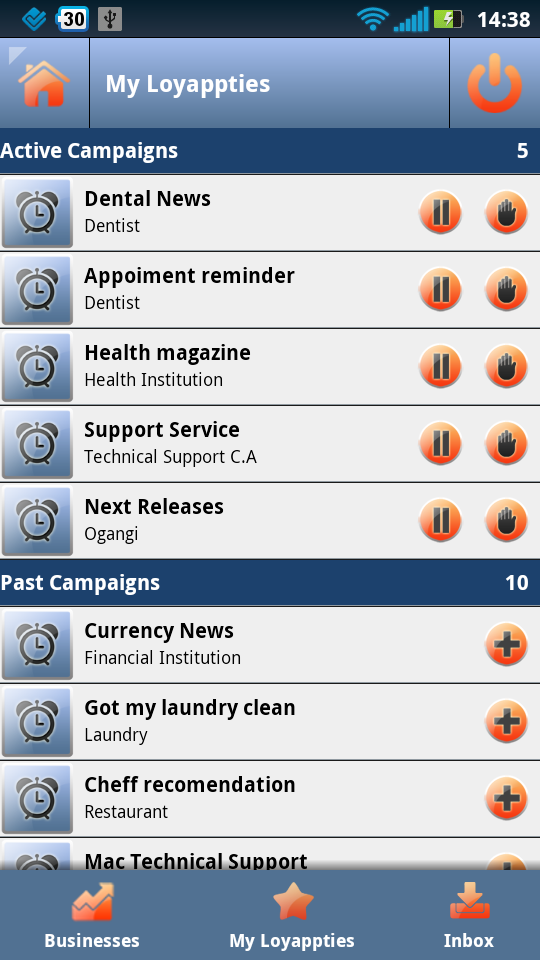 30
14:38
My Loyappties
Active Campaigns 5
Dental News
Dentist
Appoiment reminder
Dentist
Health magazine
Health Institution
Support Service
Technical Support C.A
Next Releases
Ogangi
Past Campaigns 10
Currency News
Financial Institution
Got my laundry clean
Laundry
Cheff recomendation
Restaurant
Mac Technical Support
Businesses
My Loyappties
Inbox